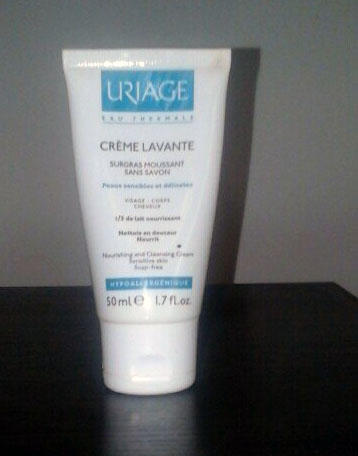 URIAGE
EAU THERMALE
CRÈME LAVANTE
SURGRAS MOUSSANT
SANS SAVON
Peaux sensibles et délicates
VISAGE - CORPS
CHEVEUX
1/3 de lait nourrissant
Nettoie en douceur
Nourrit
Nourishing and Cleansing Cream
Sensitive skin
Soap-free
HYPOALLERGÉNIQUE
50 ml e 1.7 fl.oz.